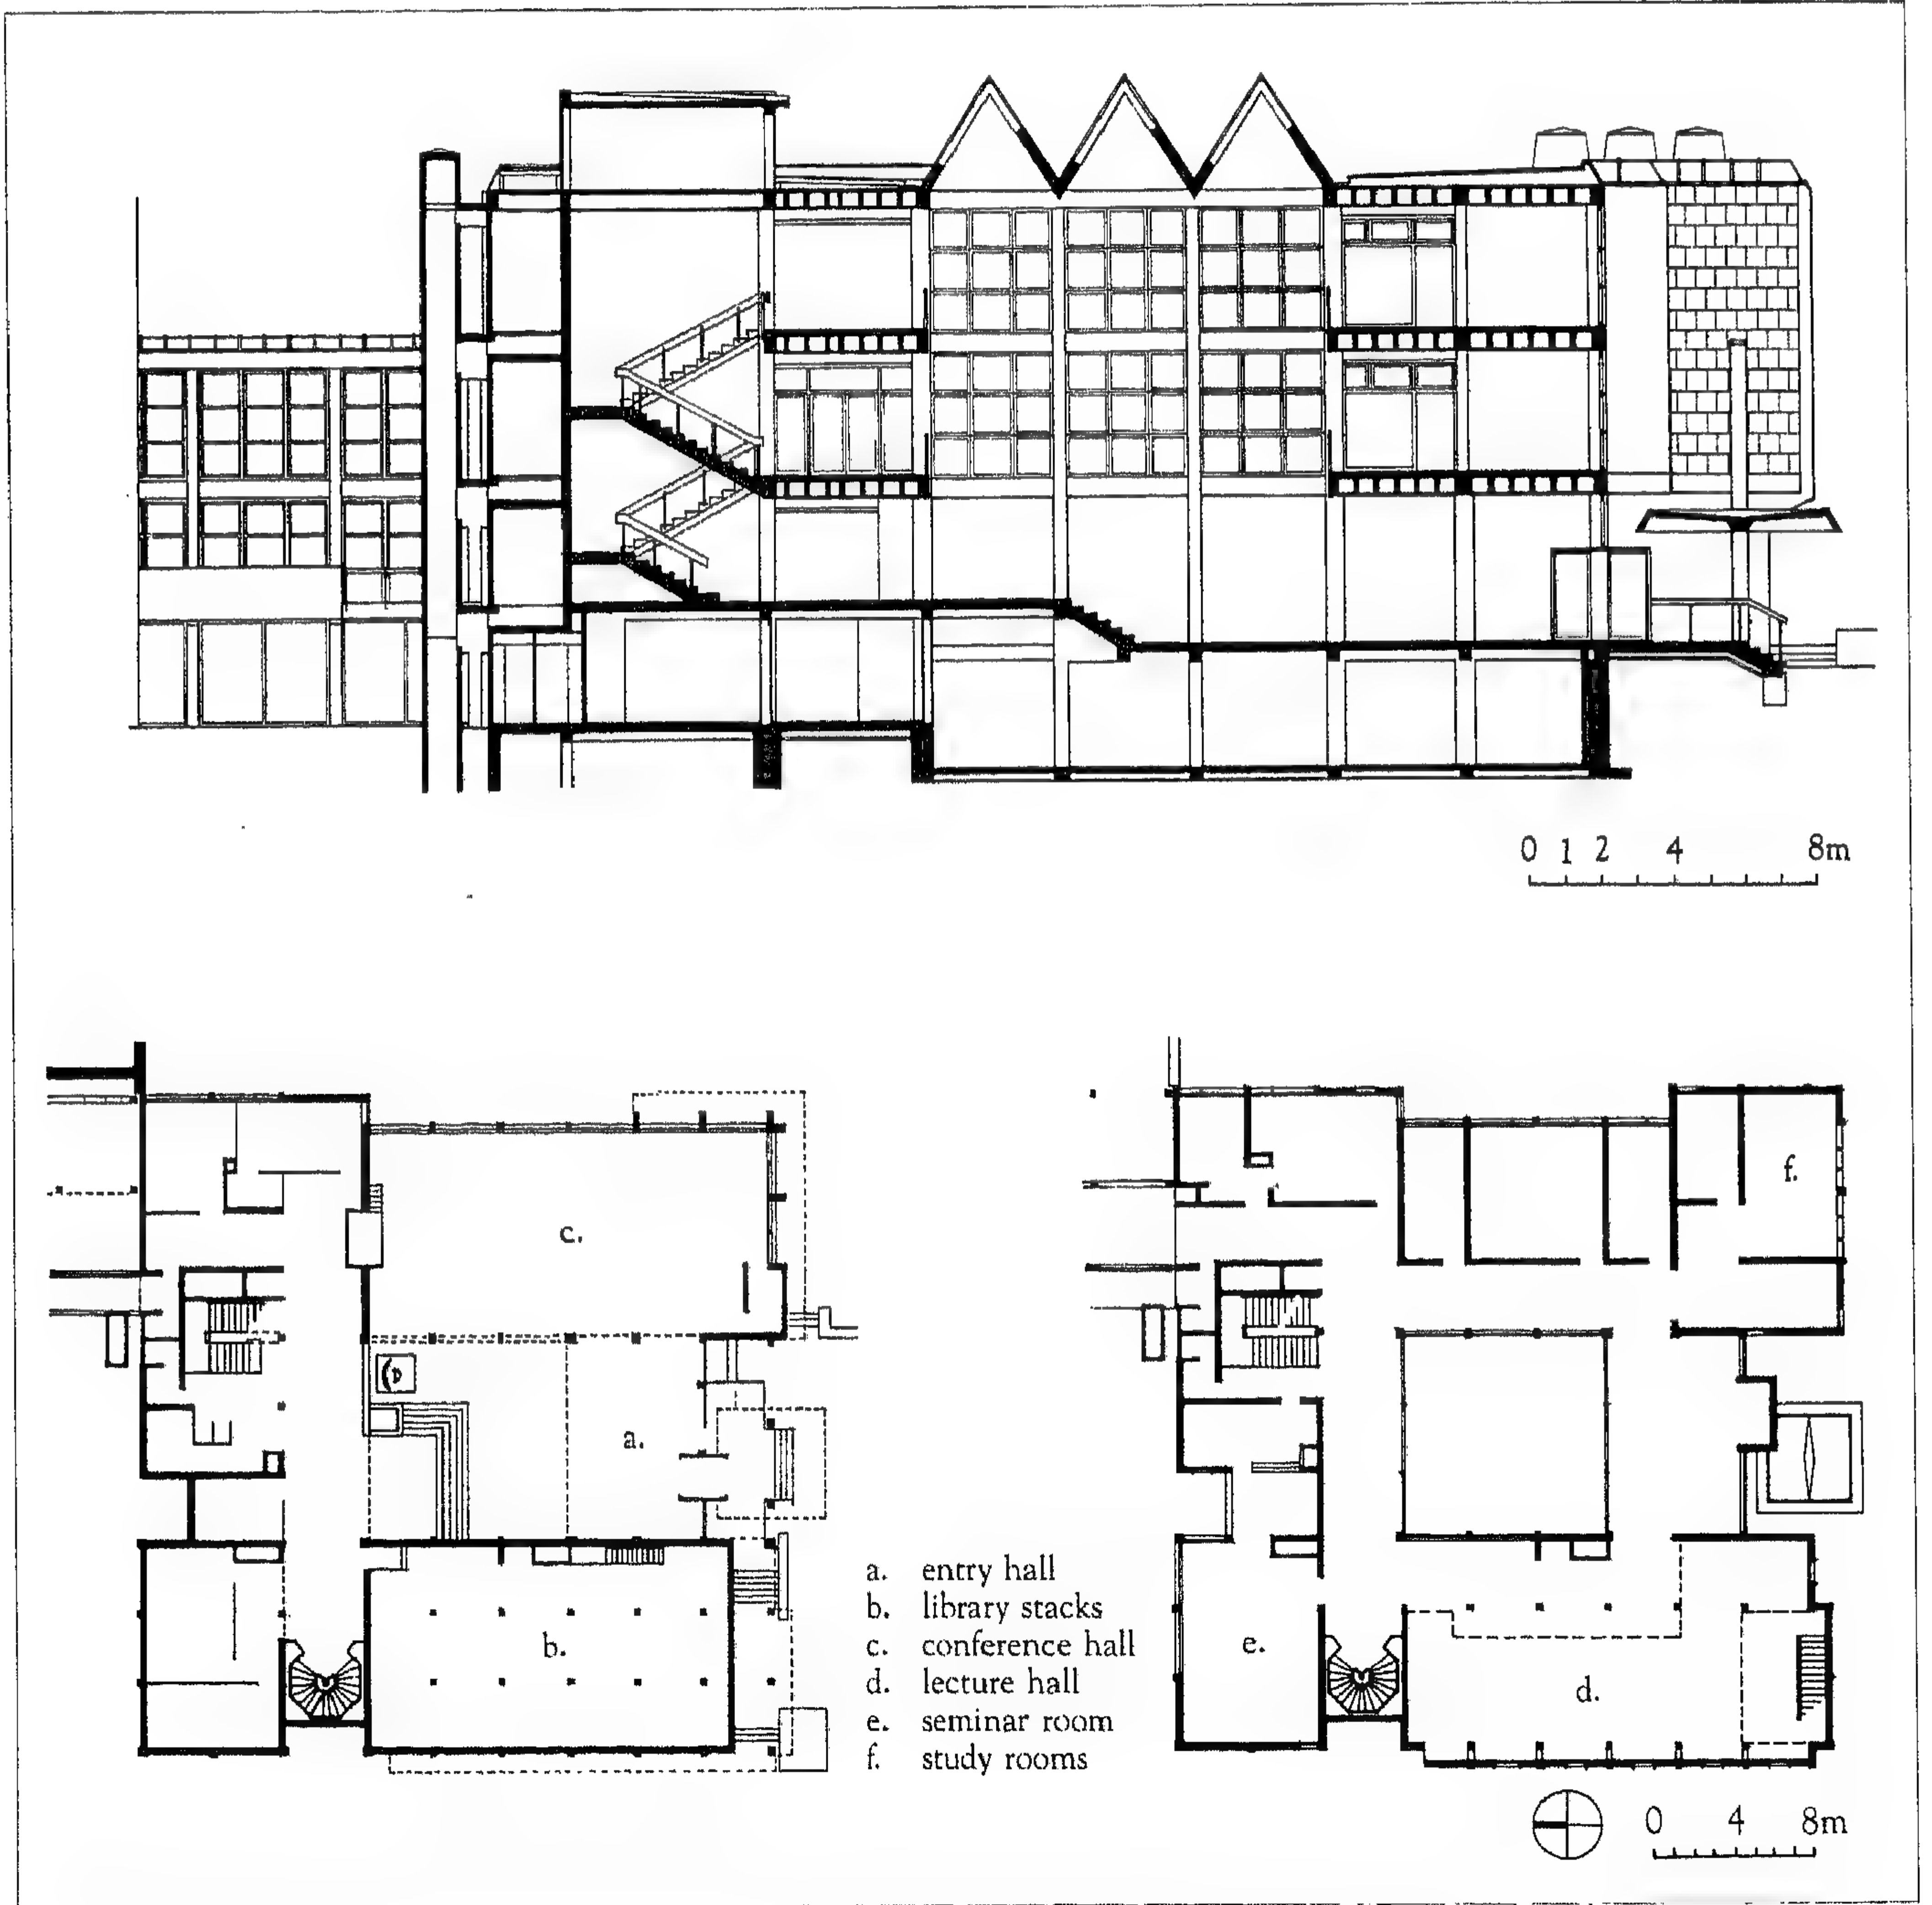 0 1 2 4 8m
c.
f.
a.
b.
e.
d.
a. entry hall
b. library stacks
c. conference hall
d. lecture hall
e. seminar room
f. study rooms
0 4 8m